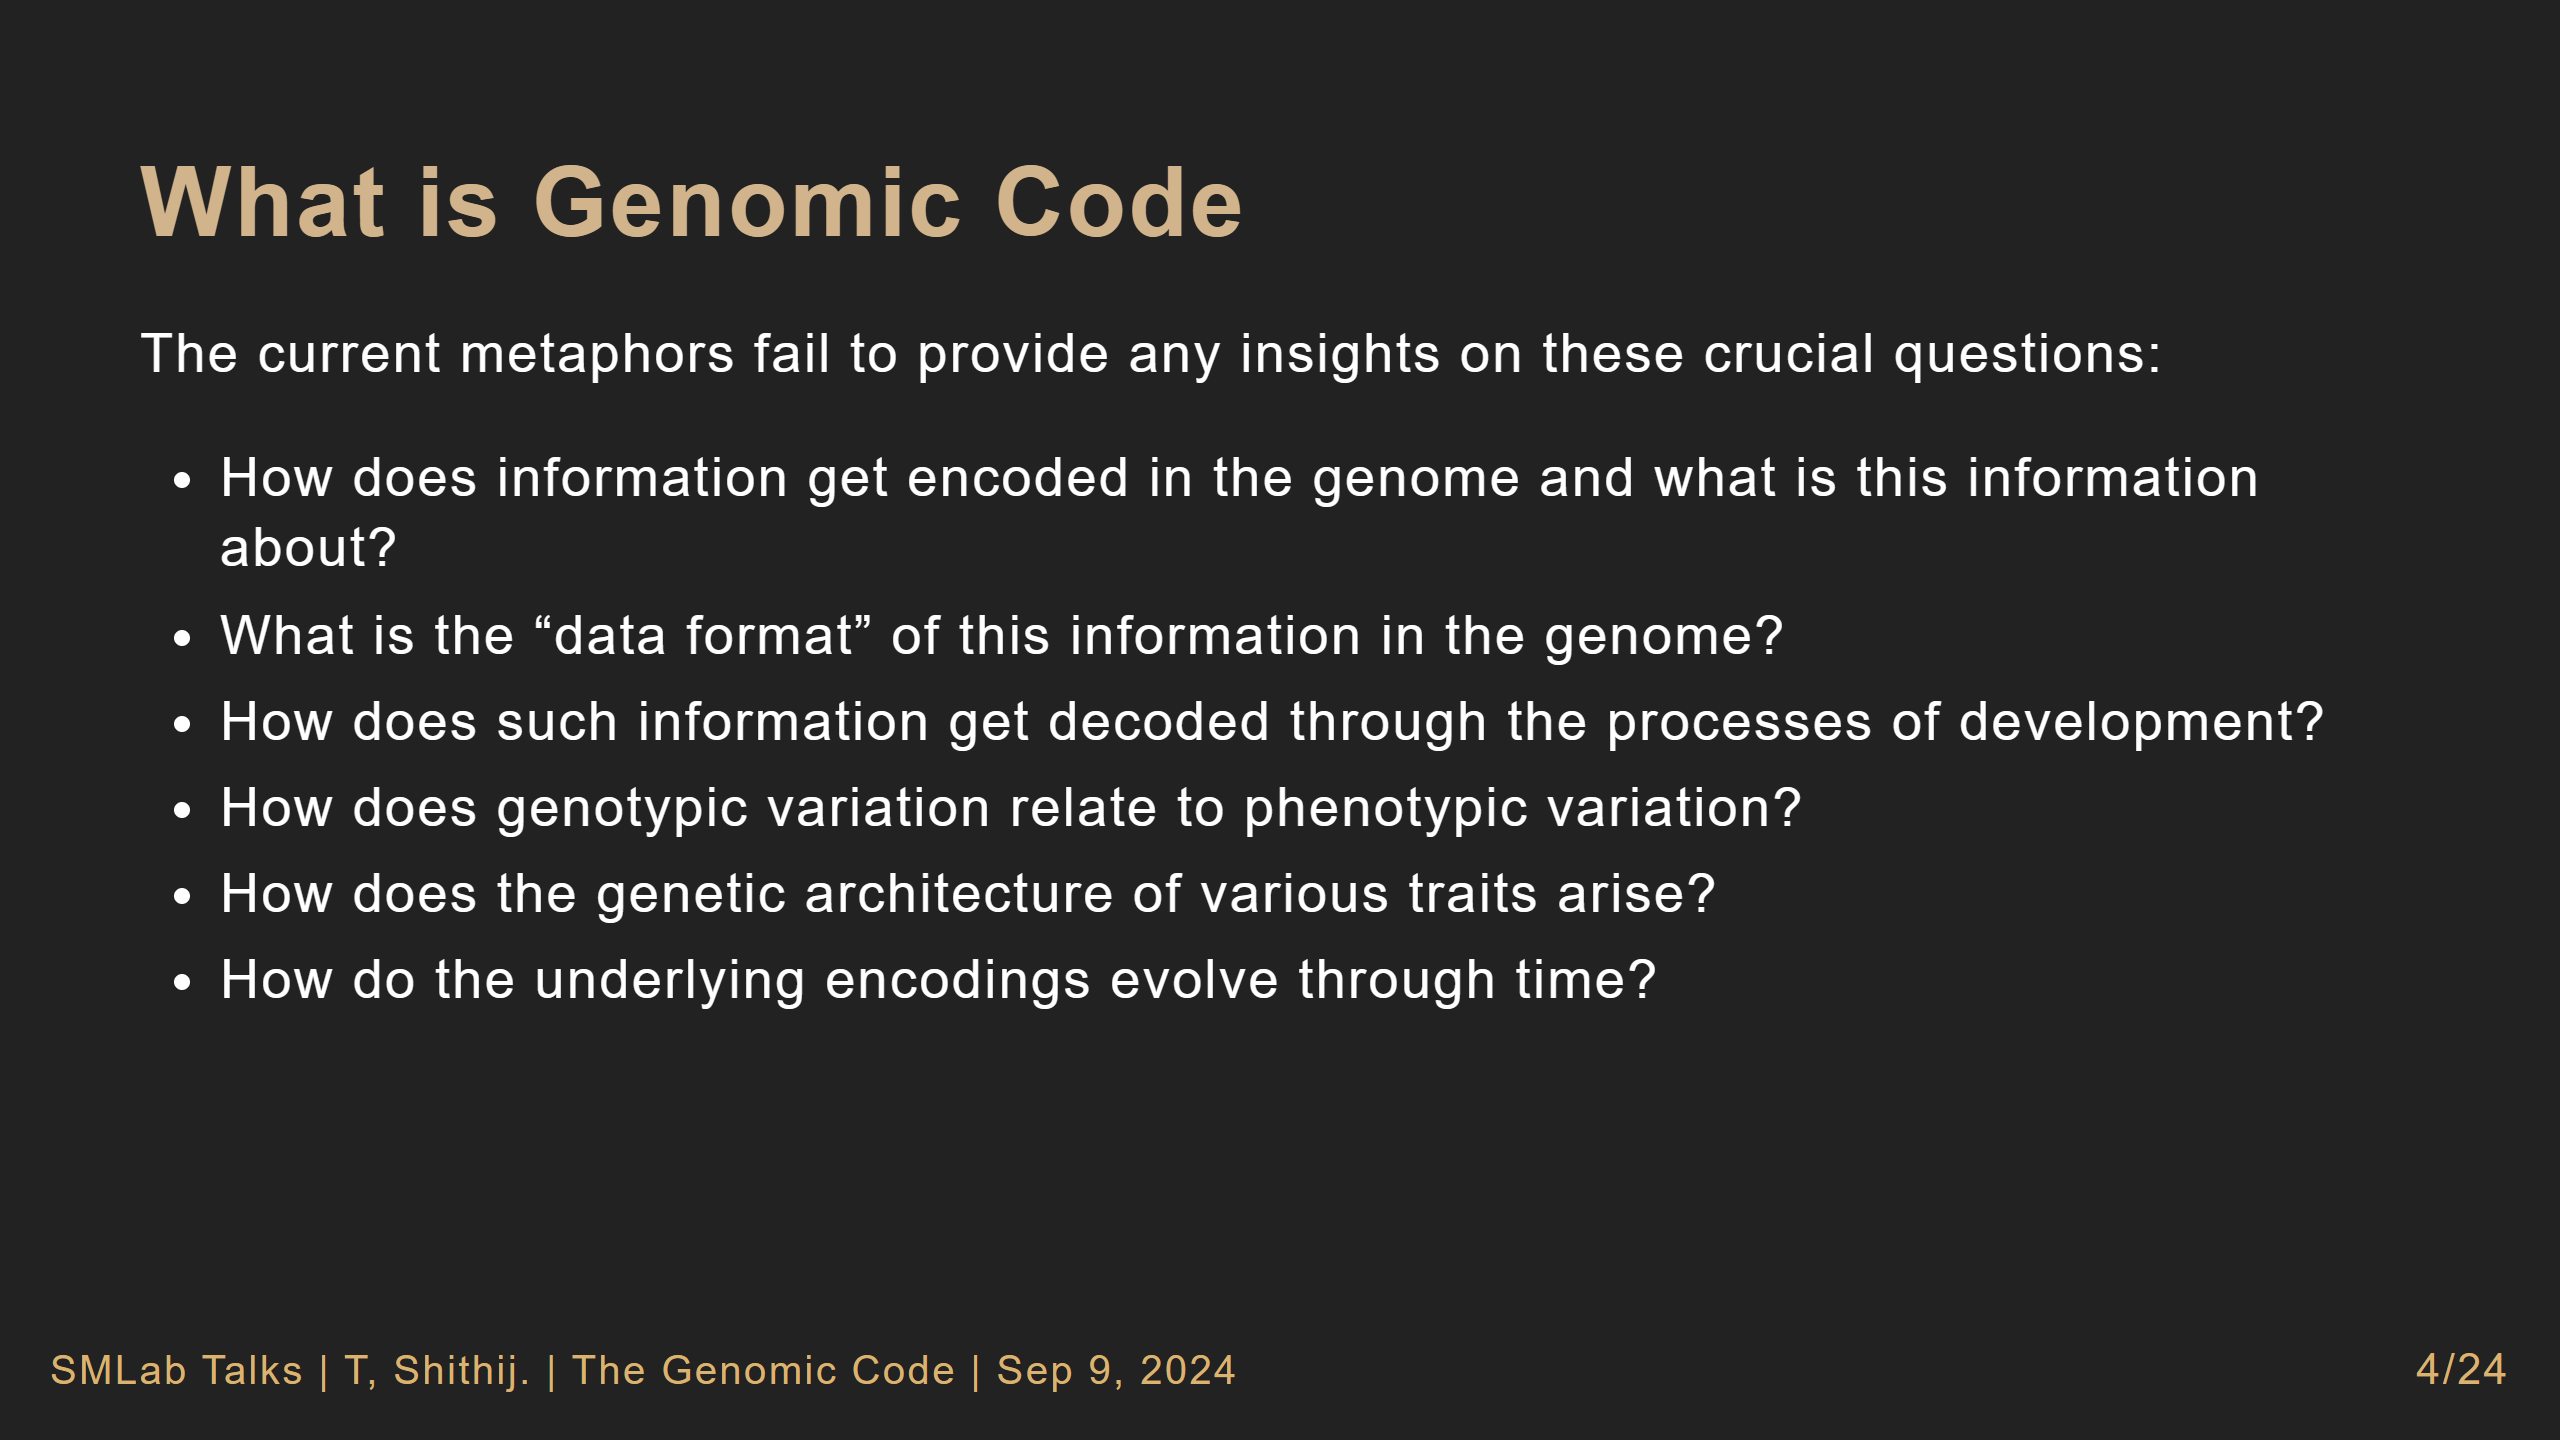 What is Genomic Code
The current metaphors fail to provide any insights on these crucial questions:
• How does information get encoded in the genome and what is this information
about?
• What is the “data format” of this information in the genome?
• How does such information get decoded through the processes of development?
• How does genotypic variation relate to phenotypic variation?
• How does the genetic architecture of various traits arise?
• How do the underlying encodings evolve through time?
SMLab Talks | T, Shithij. | The Genomic Code | Sep 9, 2024
4/24